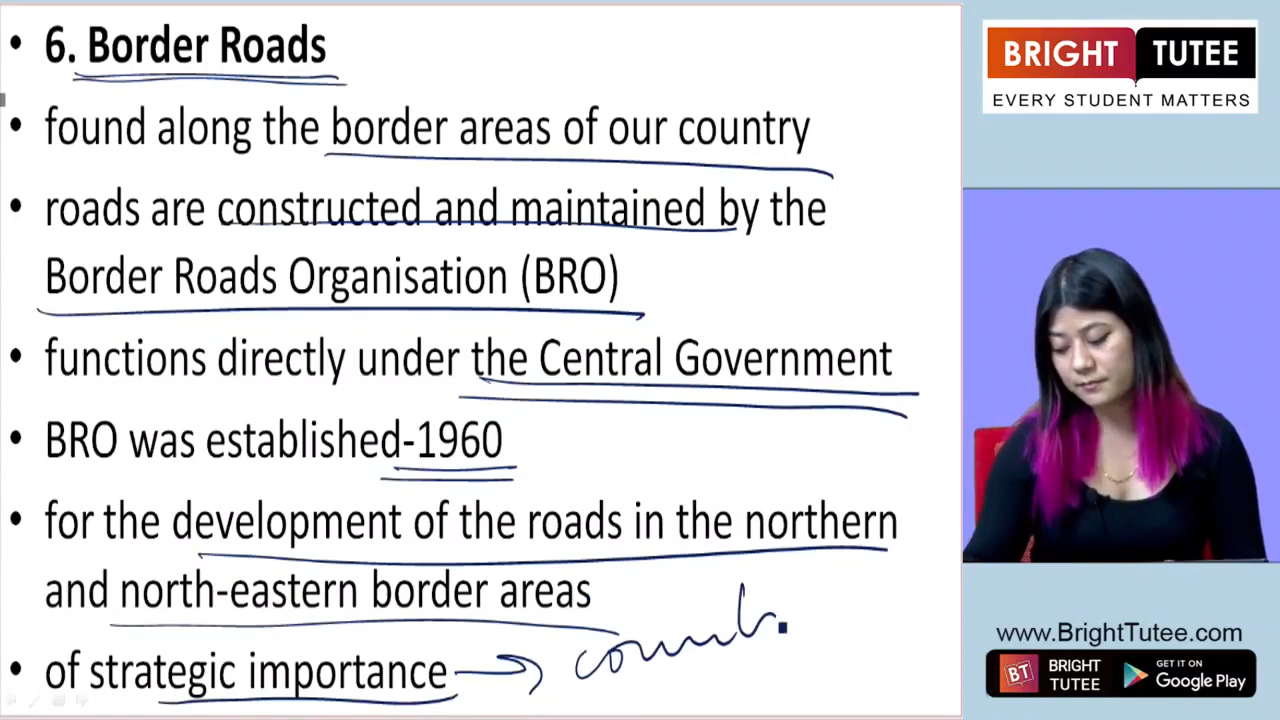 • 6. Border Roads
• found along the border areas of our country
• roads are constructed and maintained by the
Border Roads Organisation (BRO)
• functions directly under the Central Government
• BRO was established-1960
• for the development of the roads in the northern
and north-eastern border areas
• of strategic importance →
BRIGHT TUTEE
EVERY STUDENT MATTERS
www.BrightTutee.com
BT
BRIGHT
TUTEE
GET IT ON
Google Play